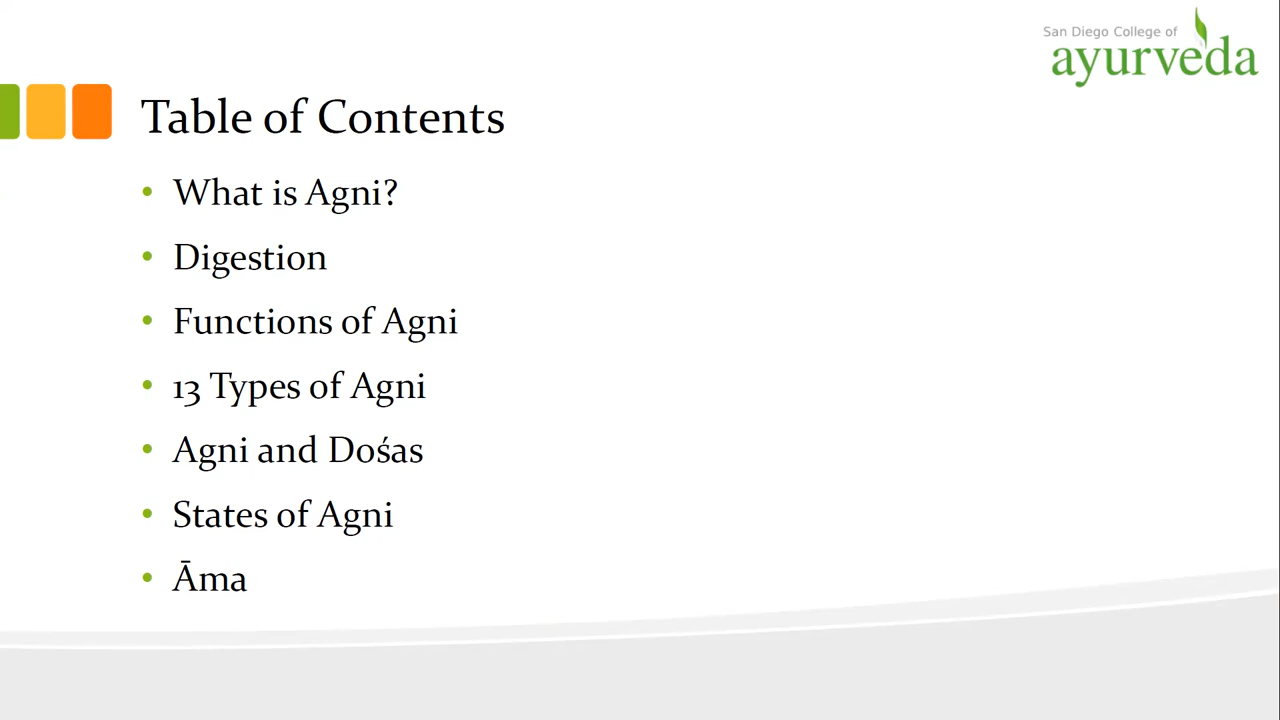 San Diego College of
ayurveda
Table of Contents
• What is Agni?
• Digestion
• Functions of Agni
• 13 Types of Agni
• Agni and Dośas
• States of Agni
• Āma